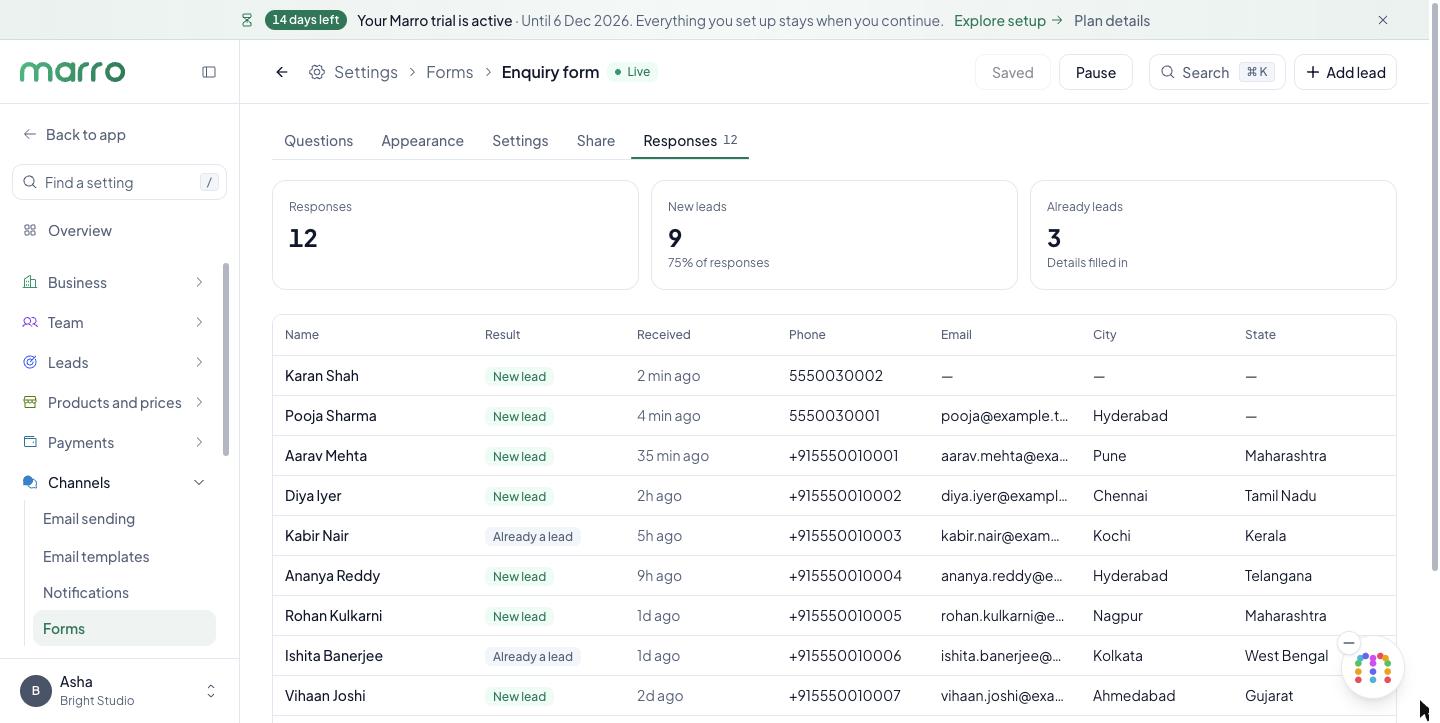 14 days left Your Marro trial is active · Until 6 Dec 2026. Everything you set up stays when you continue. Explore setup → Plan details
marro
Settings > Forms > Enquiry form Live Saved Pause Search ⌘ K Add lead
Back to app
Find a setting /
Overview
Business
Team
Leads
Products and prices
Payments
Channels
Email sending
Email templates
Notifications
Forms
B Asha
Bright Studio
Questions Appearance Settings Share Responses 12
Responses
12
New leads
9
75% of responses
Already leads
3
Details filled in
Name Result Received Phone Email City State
Karan Shah New lead 2 min ago 5550030002 — — —
Pooja Sharma New lead 4 min ago 5550030001 pooja@example.t... Hyderabad —
Aarav Mehta New lead 35 min ago +915550010001 aarav.mehta@exa... Pune Maharashtra
Diya Iyer New lead 2h ago +915550010002 diya.iyer@exampl... Chennai Tamil Nadu
Kabir Nair Already a lead 5h ago +915550010003 kabir.nair@exam... Kochi Kerala
Ananya Reddy New lead 9h ago +915550010004 ananya.reddy@e... Hyderabad Telangana
Rohan Kulkarni New lead 1d ago +915550010005 rohan.kulkarni@e... Nagpur Maharashtra
Ishita Banerjee Already a lead 1d ago +915550010006 ishita.banerjee@... Kolkata West Bengal
Vihaan Joshi New lead 2d ago +915550010007 vihaan.joshi@exa... Ahmedabad Gujarat